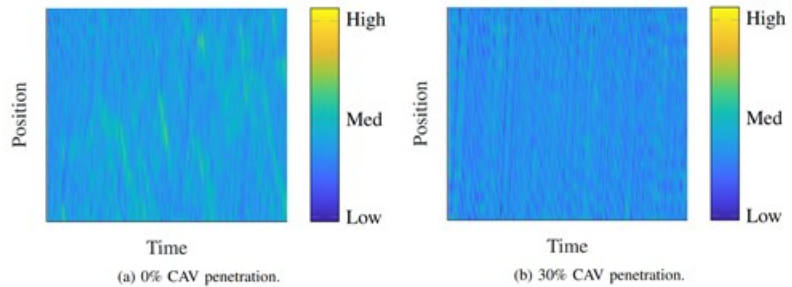 High
Med
Low
Position
Time
(a) 0% CAV penetration.
High
Med
Low
Position
Time
(b) 30% CAV penetration.